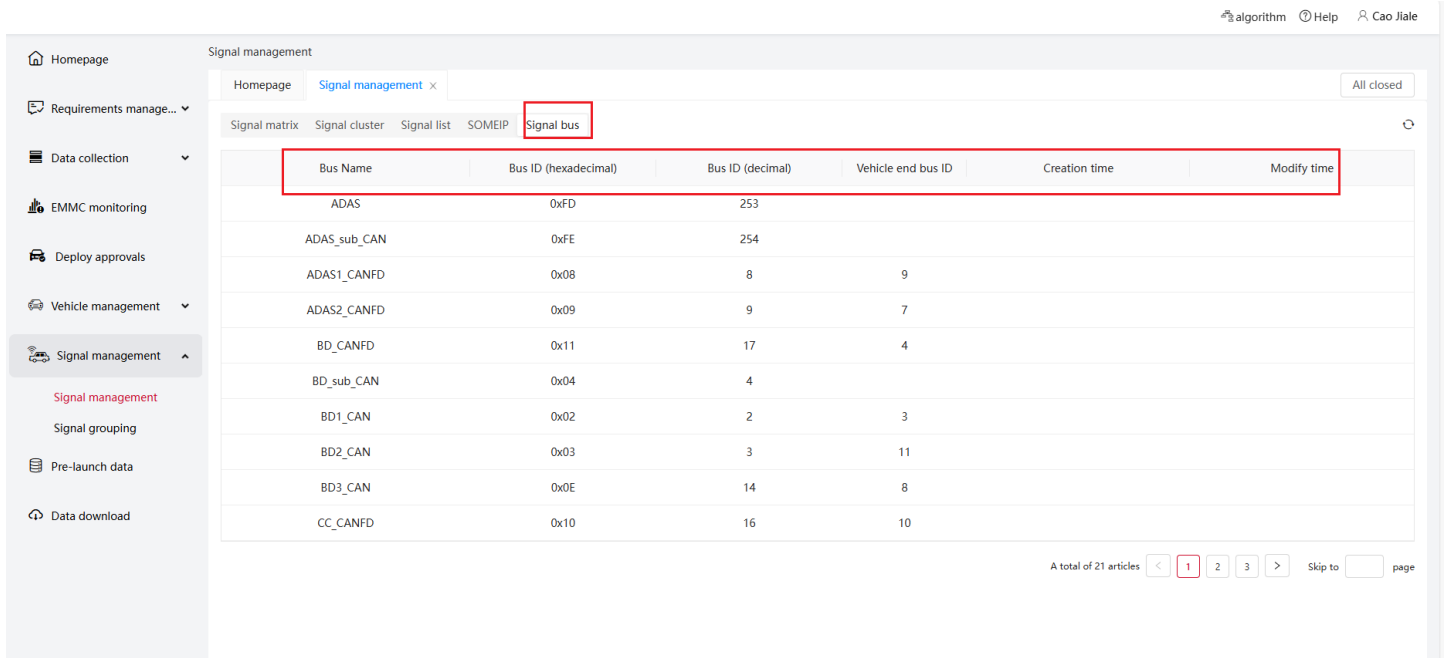 algorithm Help Cao Jiale
Homepage
Requirements manage...
Data collection
EMMC monitoring
Deploy approvals
Vehicle management
Signal management
Signal management
Signal grouping
Pre-launch data
Data download
Signal management
Homepage Signal management × All closed
Signal matrix Signal cluster Signal list SOMEIP Signal bus
Bus Name Bus ID (hexadecimal) Bus ID (decimal) Vehicle end bus ID Creation time Modify time
ADAS 0xFD 253
ADAS_sub_CAN 0xFE 254
ADAS1_CANFD 0x08 8 9
ADAS2_CANFD 0x09 9 7
BD_CANFD 0x11 17 4
BD_sub_CAN 0x04 4
BD1_CAN 0x02 2 3
BD2_CAN 0x03 3 11
BD3_CAN 0x0E 14 8
CC_CANFD 0x10 16 10
A total of 21 articles < 1 2 3 > Skip to page